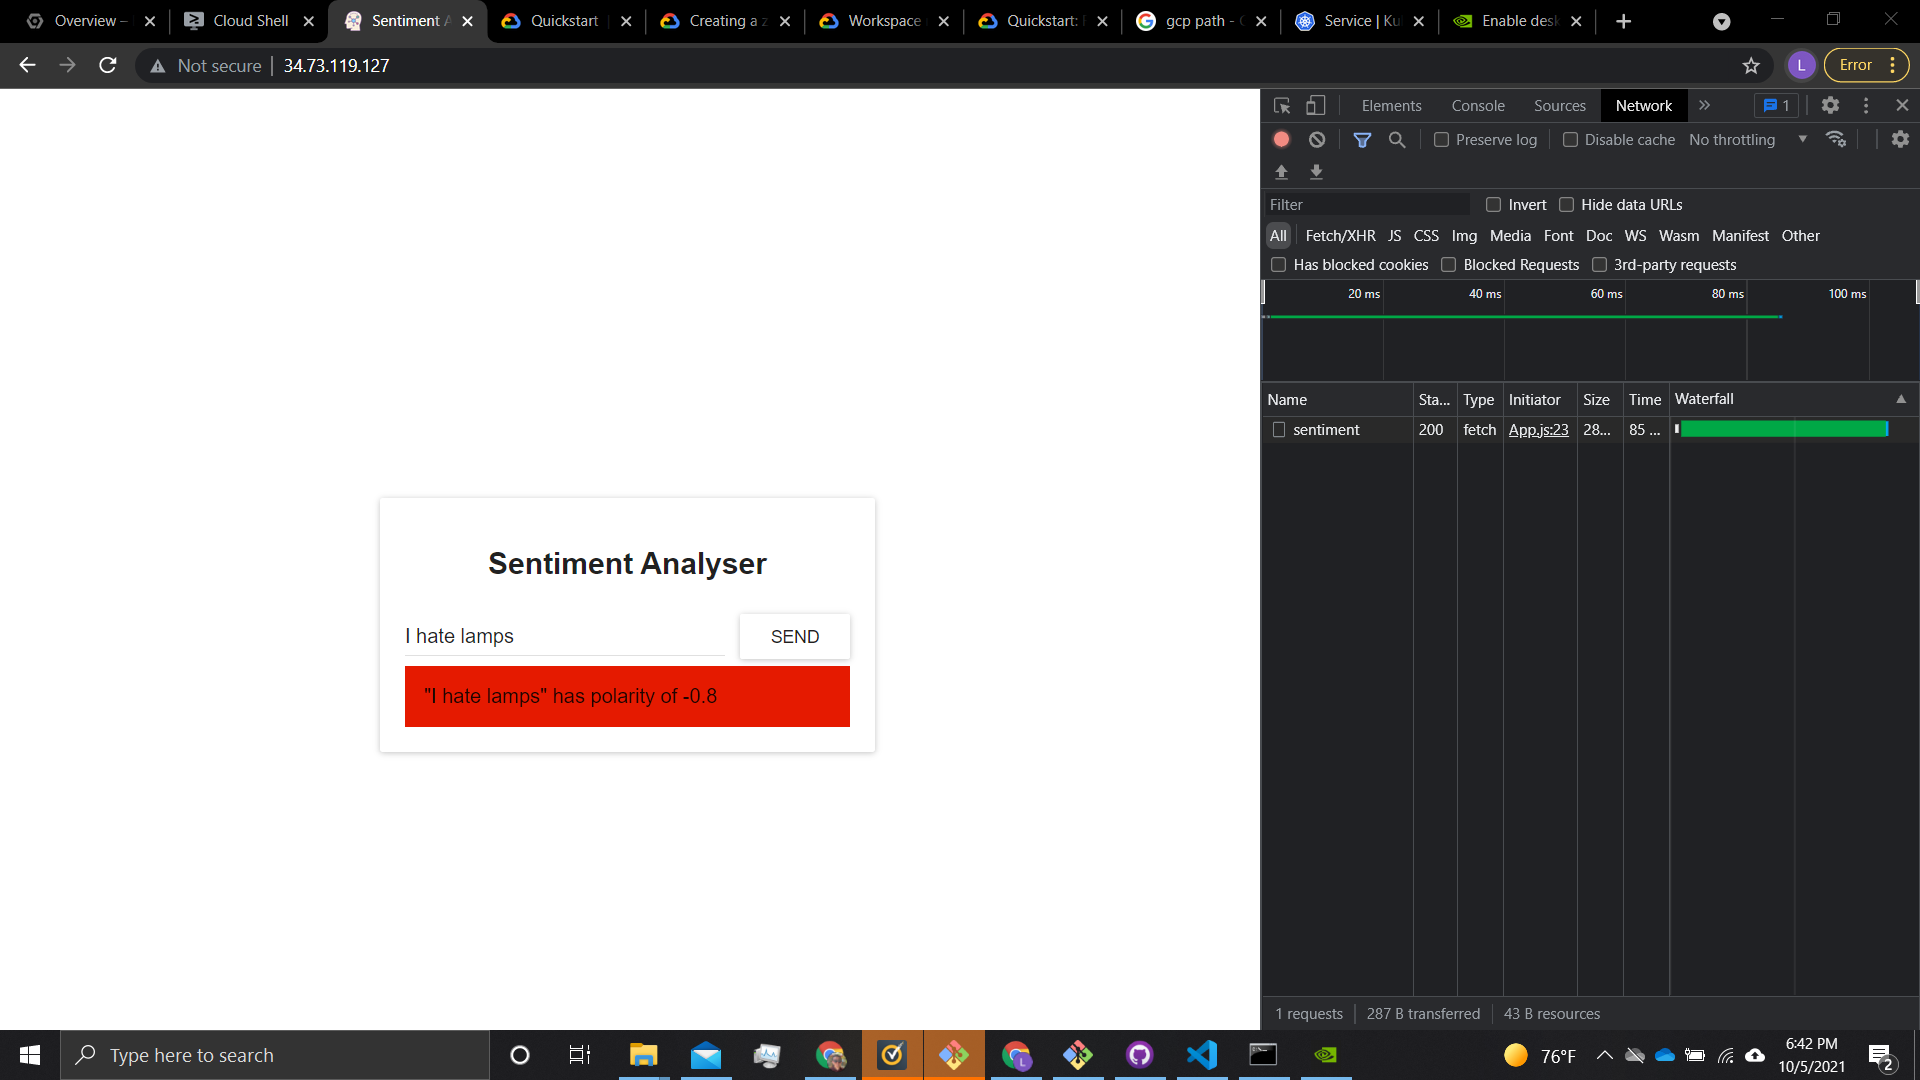 Overview –
Cloud Shell
Sentiment A
Quickstart
Creating a z
Workspace
Quickstart:
gcp path -
Service | Ku
Enable desk
Not secure
34.73.119.127
L
Error
Elements
Console
Sources
Network
1
Preserve log
Disable cache
No throttling
Filter
Invert
Hide data URLs
All
Fetch/XHR
JS
CSS
Img
Media
Font
Doc
WS
Wasm
Manifest
Other
Has blocked cookies
Blocked Requests
3rd-party requests
20 ms
40 ms
60 ms
80 ms
100 ms
Name
Sta...
Type
Initiator
Size
Time
Waterfall
sentiment
200
fetch
App.js:23
28...
85 ...
Sentiment Analyser
I hate lamps
SEND
"I hate lamps" has polarity of -0.8
1 requests
287 B transferred
43 B resources
Type here to search
76°F
6:42 PM
10/5/2021
2